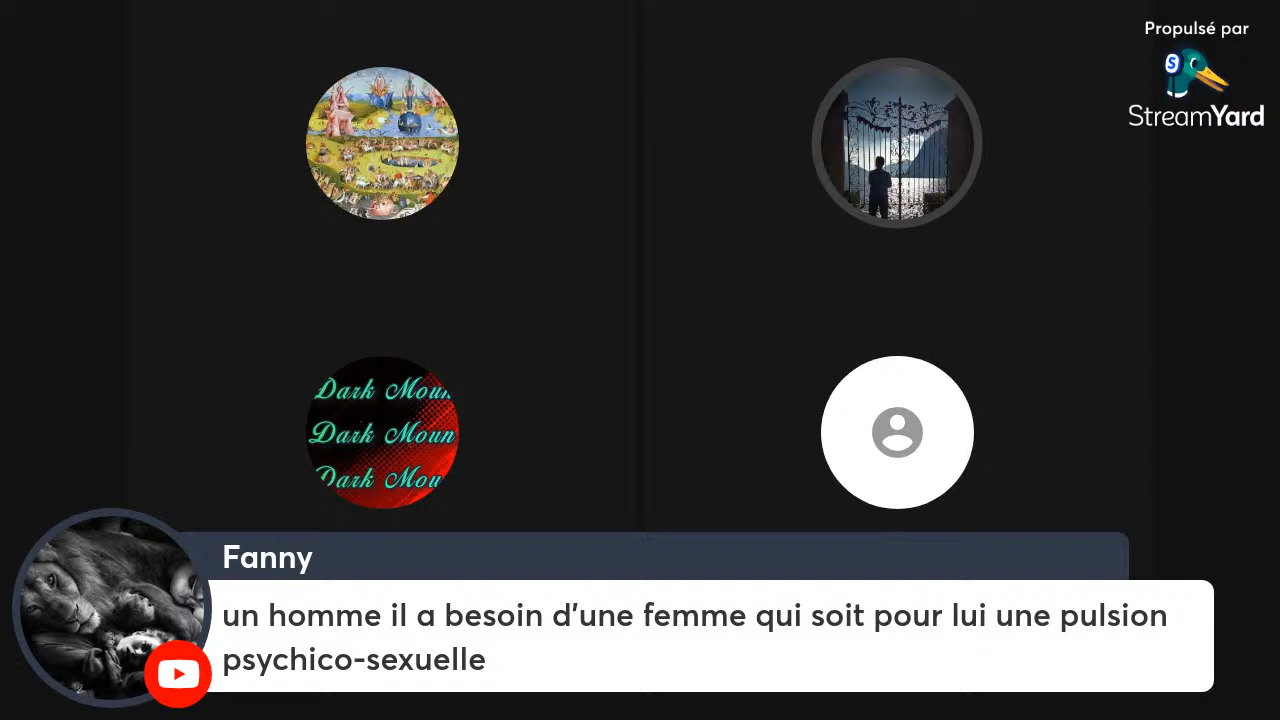 Propulsé par
StreamYard
Dark Moun
Dark Moun
Dark Mou
Fanny
un homme il a besoin d'une femme qui soit pour lui une pulsion
psychico-sexuelle